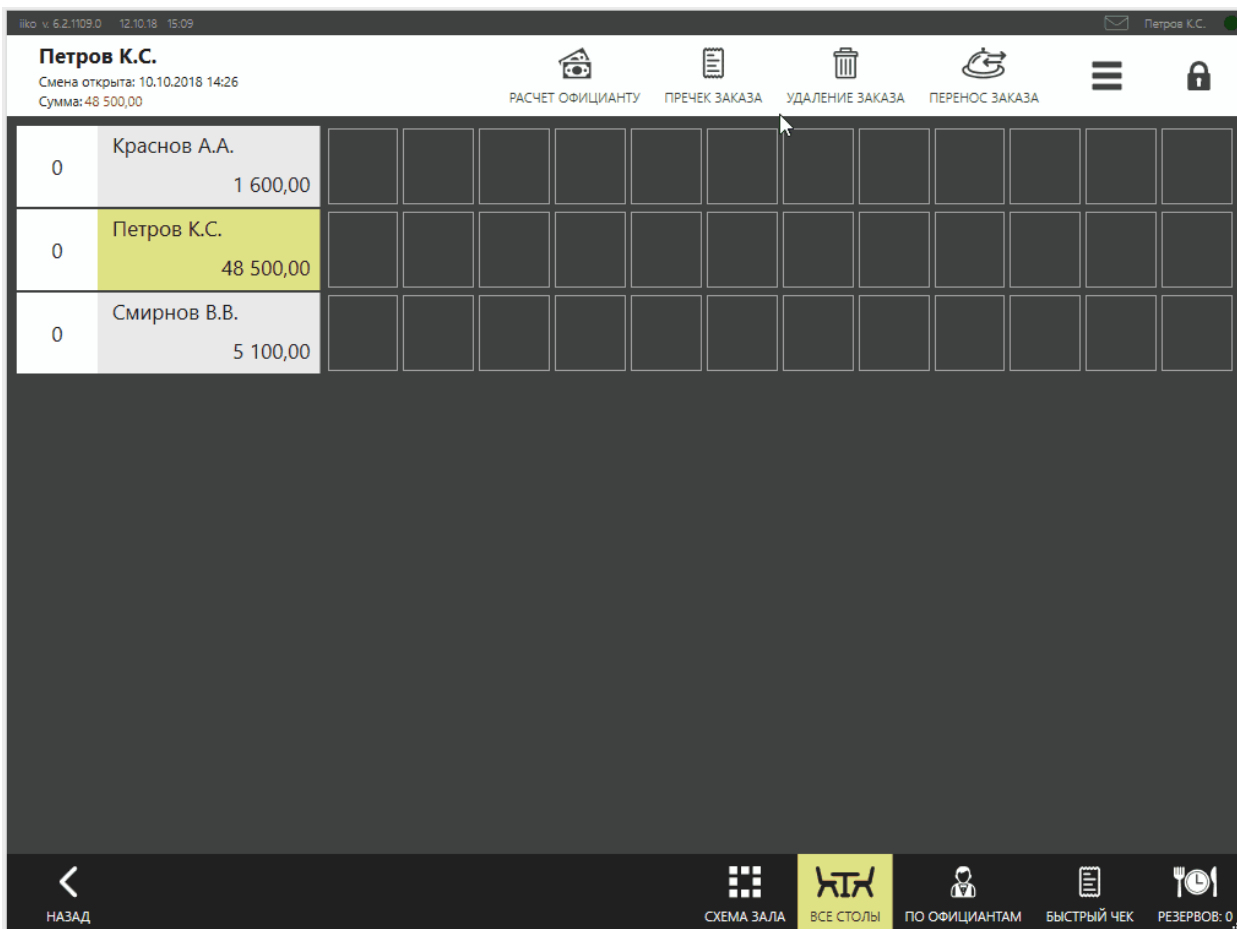 iiko v. 6.2.1109.0 12.10.18 15:09 Петров К.С.
Петров К.С.
Смена открыта: 10.10.2018 14:26
Сумма: 48 500,00
РАСЧЕТ ОФИЦИАНТУ ПРЕЧЕК ЗАКАЗА УДАЛЕНИЕ ЗАКАЗА ПЕРЕНОС ЗАКАЗА
0 Краснов А.А.
1 600,00
0 Петров К.С.
48 500,00
0 Смирнов В.В.
5 100,00
НАЗАД СХЕМА ЗАЛА ВСЕ СТОЛЫ ПО ОФИЦИАНТАМ БЫСТРЫЙ ЧЕК РЕЗЕРВОВ: 0